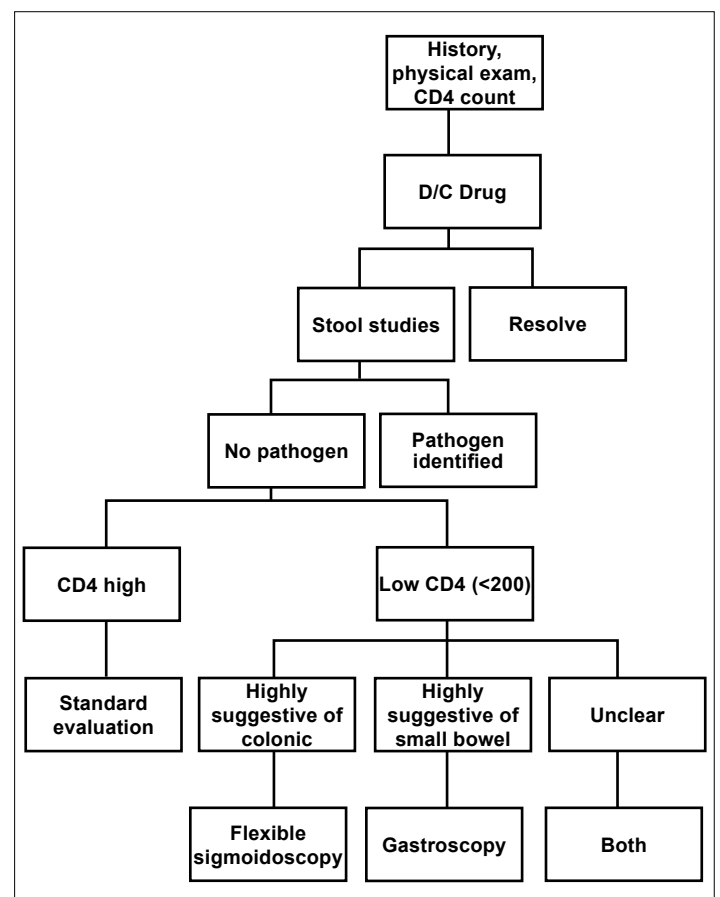 History,
physical exam,
CD4 count
D/C Drug
Stool studies
Resolve
No pathogen
Pathogen
identified
CD4 high
Low CD4 (<200)
Standard
evaluation
Highly
suggestive of
colonic
Highly
suggestive of
small bowel
Unclear
Flexible
sigmoidoscopy
Gastroscopy
Both